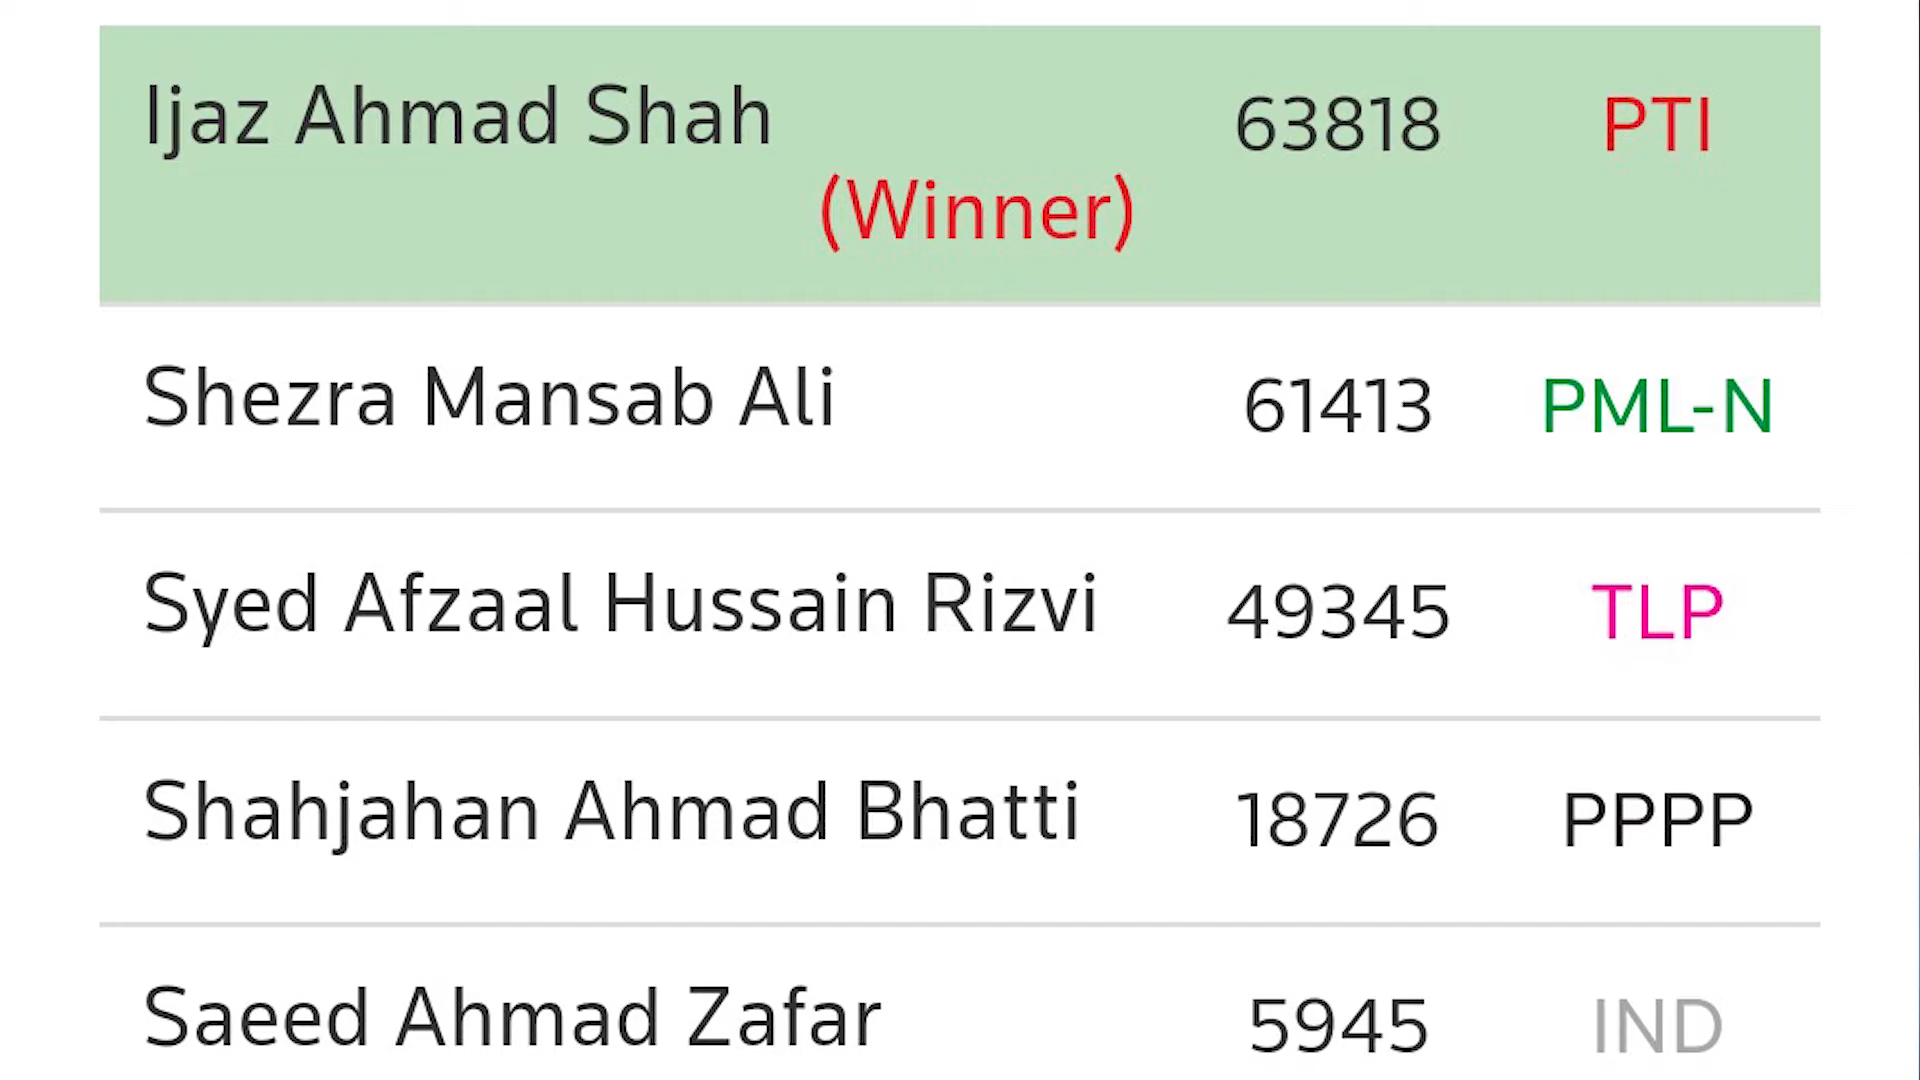 Ijaz Ahmad Shah 63818 PTI
(Winner)
Shezra Mansab Ali 61413 PML-N
Syed Afzaal Hussain Rizvi 49345 TLP
Shahjahan Ahmad Bhatti 18726 PPPP
Saeed Ahmad Zafar 5945 IND